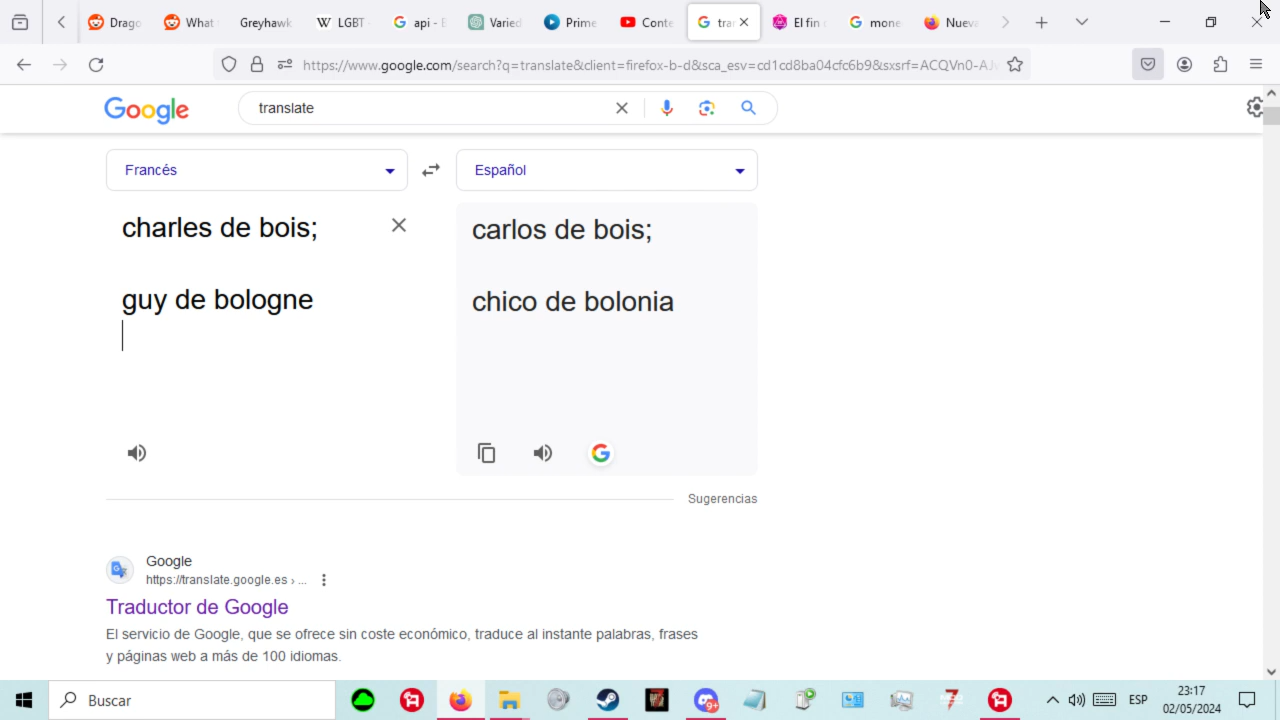 Drago
What
Greyhawk
LGBT
api - E
Varied
Prime
Conte
tra
El fin
mone
Nueva
https://www.google.com/search?q=translate&client=firefox-b-d&sca_esv=cd1cd8ba04cfc6b9&sxsrf=ACQVn0-AJ
Google
translate
Francés
Español
charles de bois;
carlos de bois;
guy de bologne
chico de bolonia
Sugerencias
Google
https://translate.google.es › ...
Traductor de Google
El servicio de Google, que se ofrece sin coste económico, traduce al instante palabras, frases
y páginas web a más de 100 idiomas.
Buscar
9+
ESP
23:17
02/05/2024